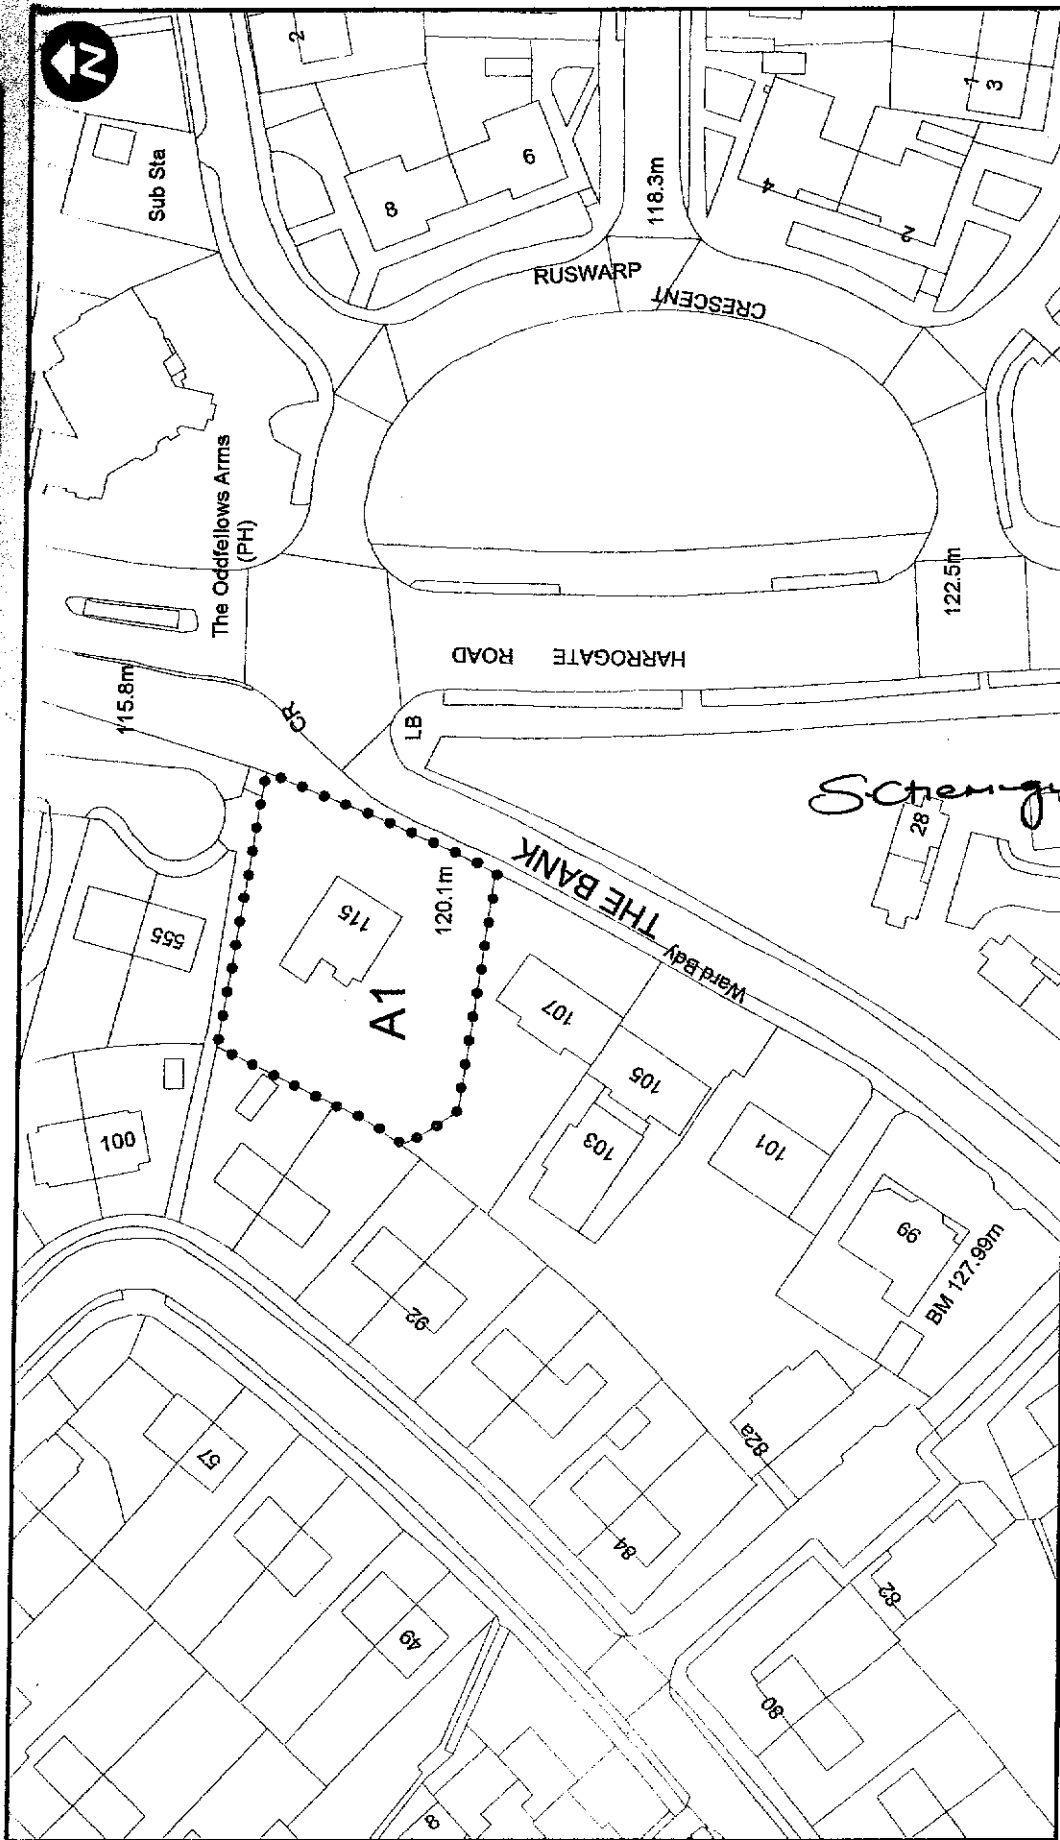 N
2
Sub Sta
8
6
118.3m
4
2
1
3
RUSWARP
CRESCENT
The Oddfellows Arms
(PH)
115.8m
CR
LB
HARROGATE ROAD
122.5m
THE BANK
Ward Bdy
28
555
115
120.1m
A1
100
107
105
103
101
99
BM 127.99m
92
82a
84
57
49
82
80
8